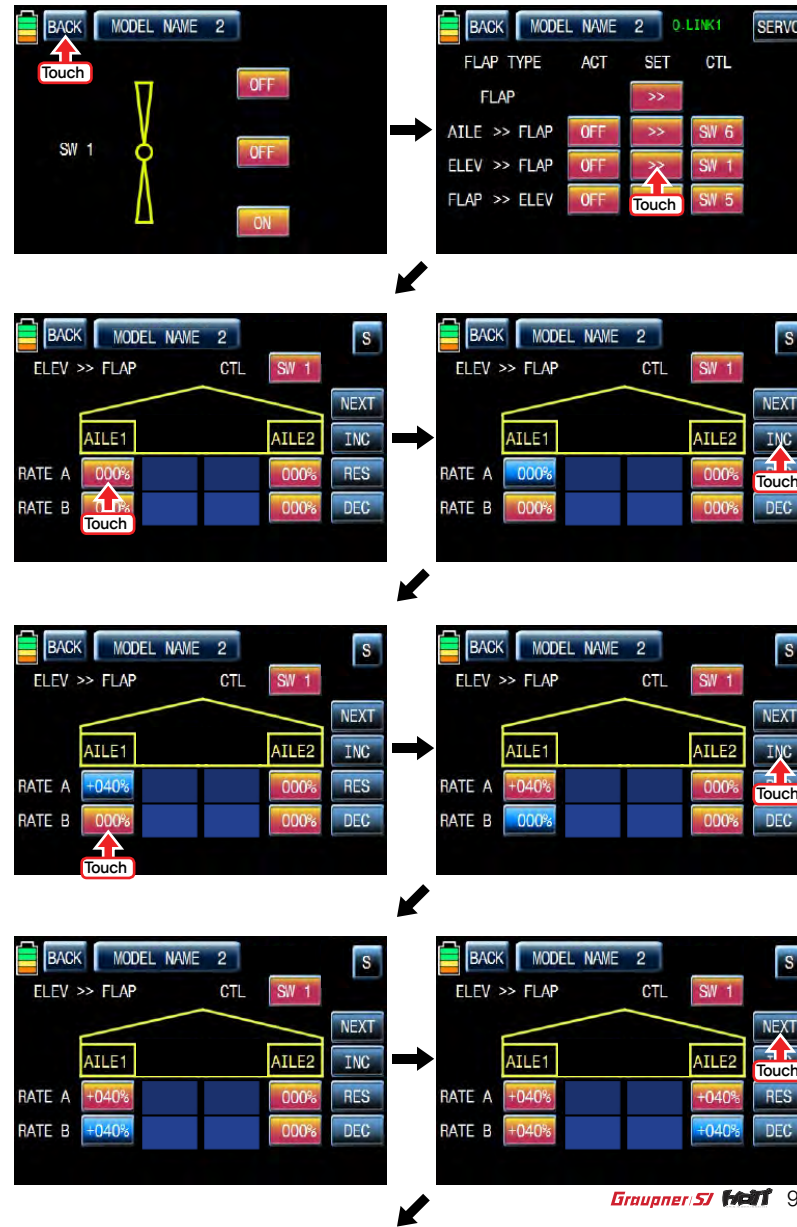 BACK MODEL NAME 2
Touch
OFF
SW 1 OFF
ON
BACK MODEL NAME 2 Q.LINK1 SERVO
FLAP TYPE ACT SET CTL
FLAP >>
AILE >> FLAP OFF >> SW 6
ELEV >> FLAP OFF >> SW 1
FLAP >> ELEV OFF Touch SW 5
BACK MODEL NAME 2 S
ELEV >> FLAP CTL SW 1
NEXT
AILE1 AILE2 INC
RATE A 000% 000% RES
RATE B 000% DEC
Touch
BACK MODEL NAME 2 S
ELEV >> FLAP CTL SW 1
NEXT
AILE1 AILE2 INC
RATE A 000% 000% Touch
RATE B 000% 000% DEC
BACK MODEL NAME 2 S
ELEV >> FLAP CTL SW 1
NEXT
AILE1 AILE2 INC
RATE A +040% 000% RES
RATE B 000% 000% DEC
Touch
BACK MODEL NAME 2 S
ELEV >> FLAP CTL SW 1
NEXT
AILE1 AILE2 INC
RATE A +040% 000% Touch
RATE B 000% 000% DEC
BACK MODEL NAME 2 S
ELEV >> FLAP CTL SW 1
NEXT
AILE1 AILE2 INC
RATE A +040% 000% RES
RATE B +040% 000% DEC
BACK MODEL NAME 2 S
ELEV >> FLAP CTL SW 1
NEXT
AILE1 AILE2 Touch
RATE A +040% +040% RES
RATE B +040% +040% DEC
Graupner SJ HoTT 9